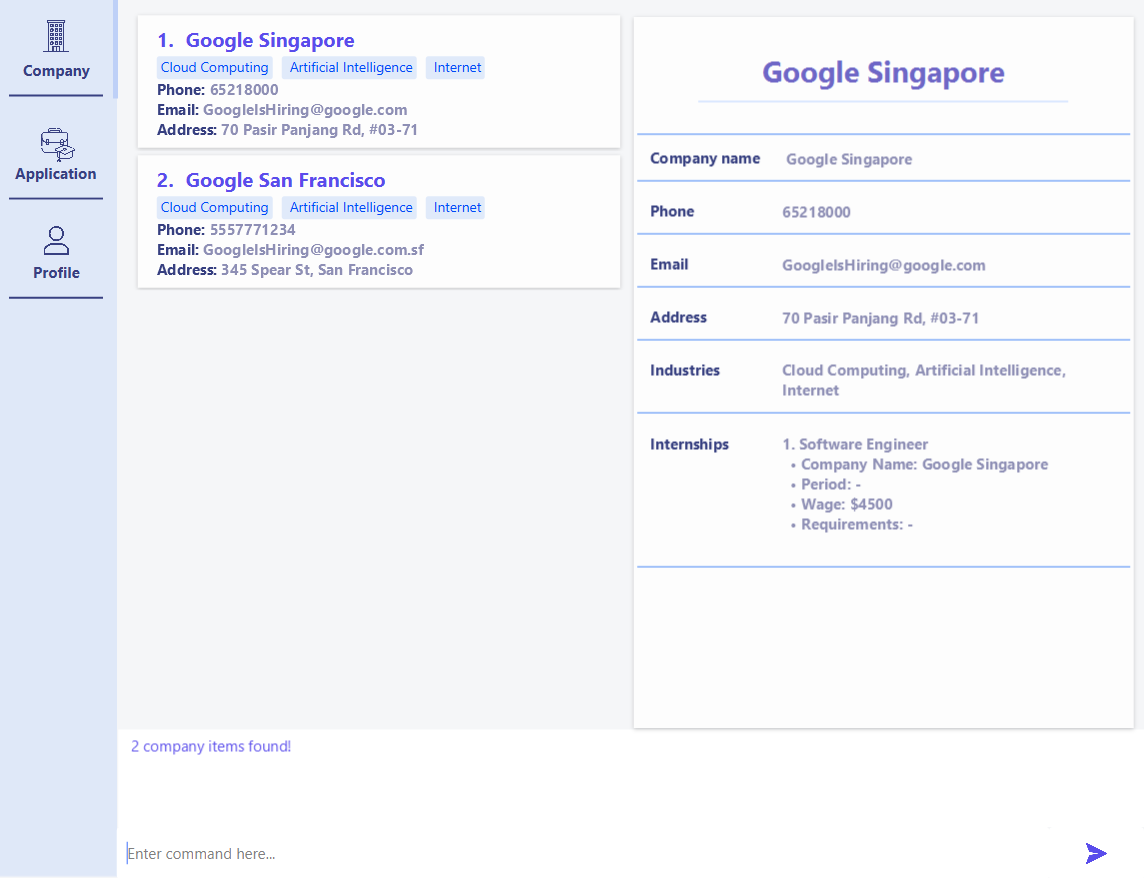 Company
Application
Profile
1. Google Singapore
Cloud Computing Artificial Intelligence Internet
Phone: 65218000
Email: GoogleIsHiring@google.com
Address: 70 Pasir Panjang Rd, #03-71
2. Google San Francisco
Cloud Computing Artificial Intelligence Internet
Phone: 5557771234
Email: GoogleIsHiring@google.com.sf
Address: 345 Spear St, San Francisco
Google Singapore
Company name Google Singapore
Phone 65218000
Email GoogleIsHiring@google.com
Address 70 Pasir Panjang Rd, #03-71
Industries Cloud Computing, Artificial Intelligence,
Internet
Internships 1. Software Engineer
• Company Name: Google Singapore
• Period: -
• Wage: $4500
• Requirements: -
2 company items found!
Enter command here...